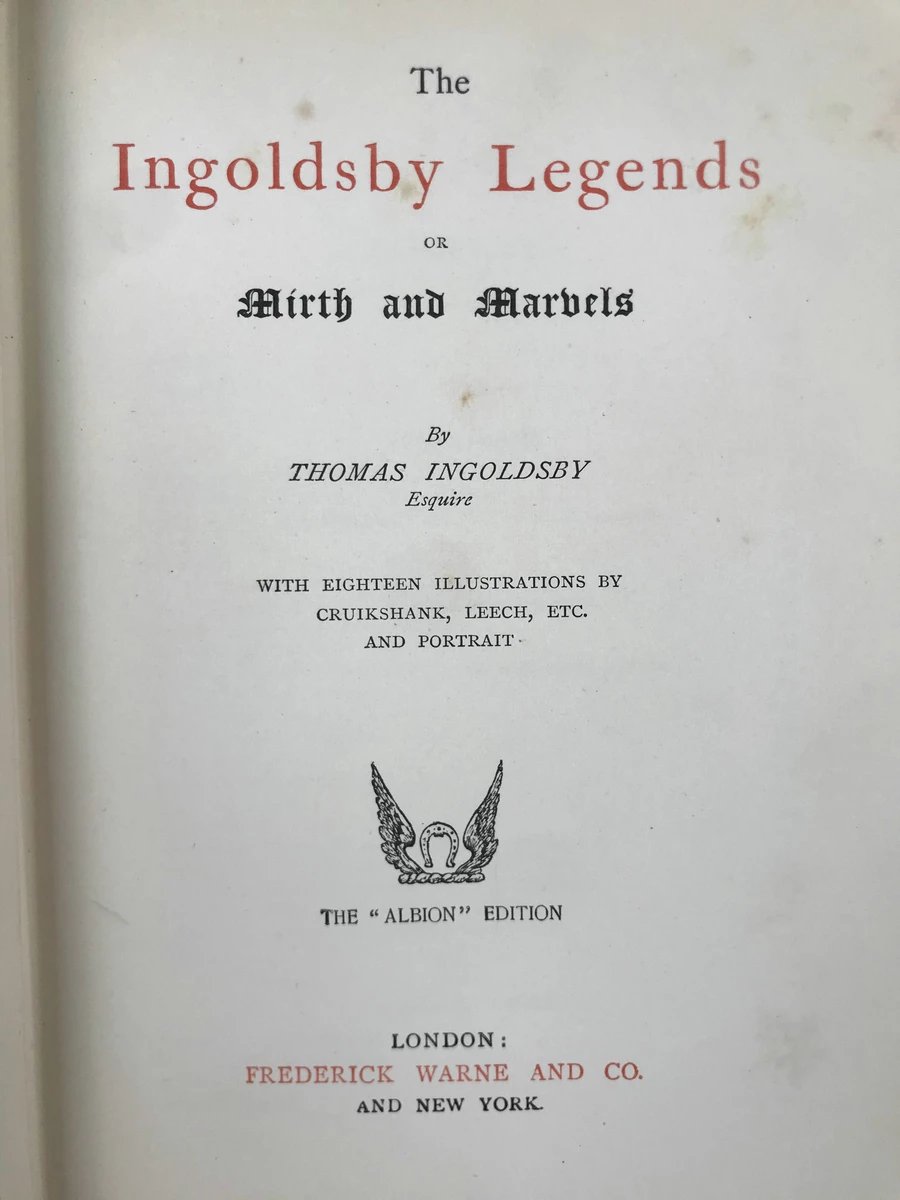 The
Ingoldsby Legends
OR
Mirth and Marvels
By
THOMAS INGOLDSBY
Esquire
WITH EIGHTEEN ILLUSTRATIONS BY
CRUIKSHANK, LEECH, ETC.
AND PORTRAIT
THE "ALBION" EDITION
LONDON:
FREDERICK WARNE AND CO.
AND NEW YORK.